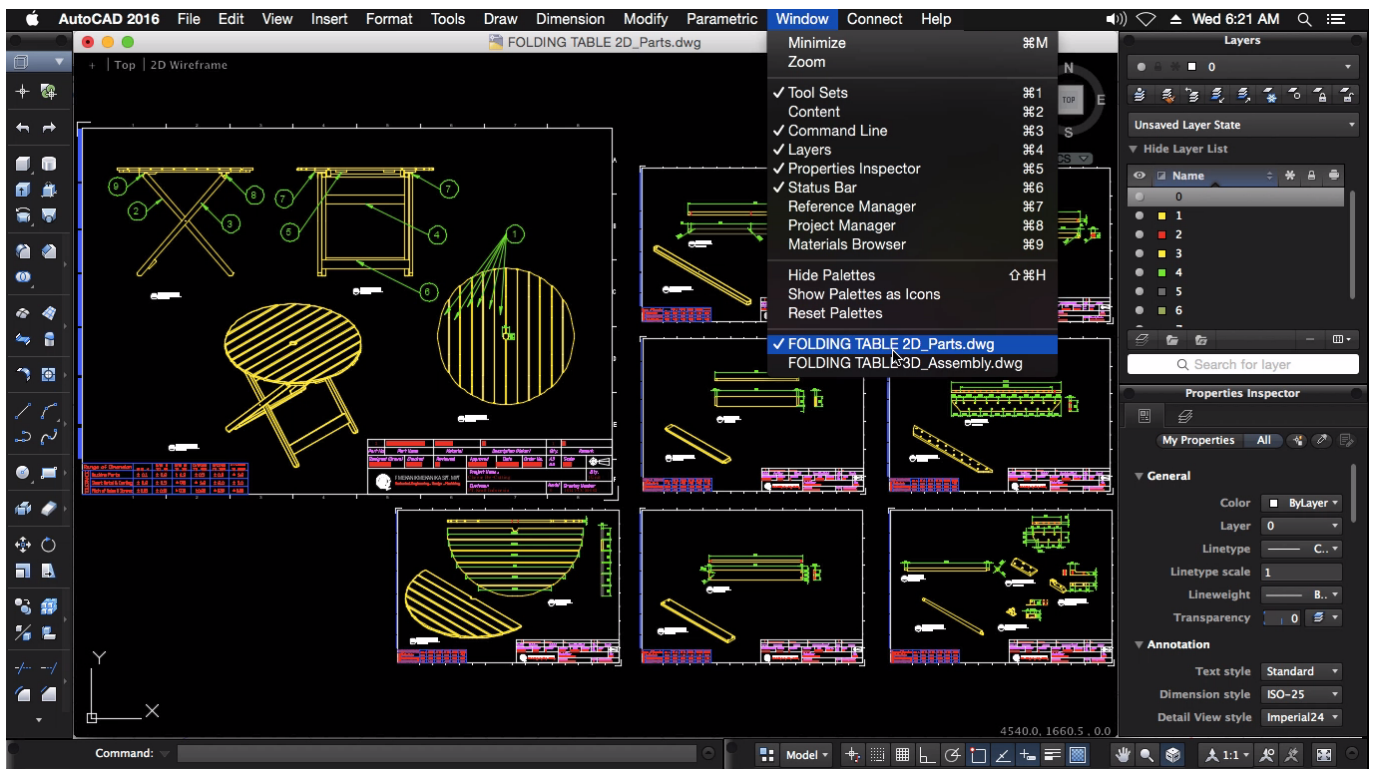 AutoCAD 2016 File Edit View Insert Format Tools Draw Dimension Modify Parametric Window Connect Help Wed 6:21 AM
FOLDING TABLE 2D_Parts.dwg
+ | Top | 2D Wireframe
N
TOP
E
S
Minimize ⌘M
Zoom
✓ Tool Sets ⌘1
Content ⌘2
✓ Command Line ⌘3
✓ Layers ⌘4
✓ Properties Inspector ⌘5
✓ Status Bar ⌘6
Reference Manager ⌘7
Project Manager ⌘8
Materials Browser ⌘9
Hide Palettes ⇧⌘H
Show Palettes as Icons
Reset Palettes
✓ FOLDING TABLE 2D_Parts.dwg
FOLDING TABLE 3D_Assembly.dwg
9
2
8
3
7
5
7
4
6
1
Y
X
4540.0, 1660.5 , 0.0
Layers
0
Unsaved Layer State
Hide Layer List
Name
0
1
2
3
4
5
6
Search for layer
Properties Inspector
My Properties All
General
Color ByLayer
Layer 0
Linetype C..
Linetype scale 1
Lineweight B..
Transparency 0
Annotation
Text style Standard
Dimension style ISO-25
Detail View style Imperial24
Command:
Model 1:1